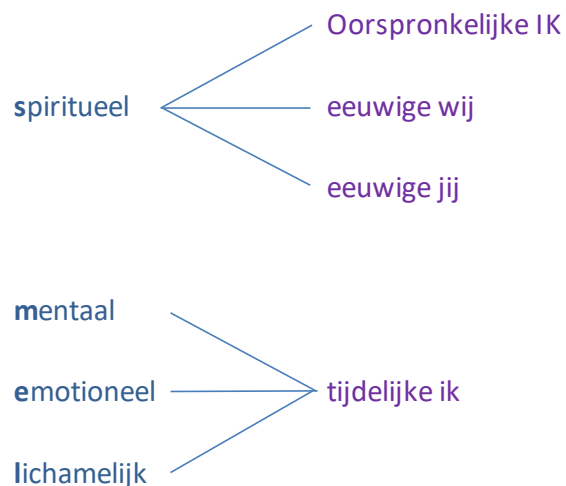 Oorspronkelijke IK
spiritueel eeuwige wij
eeuwige jij
mentaal
emotioneel tijdelijke ik
lichamelijk